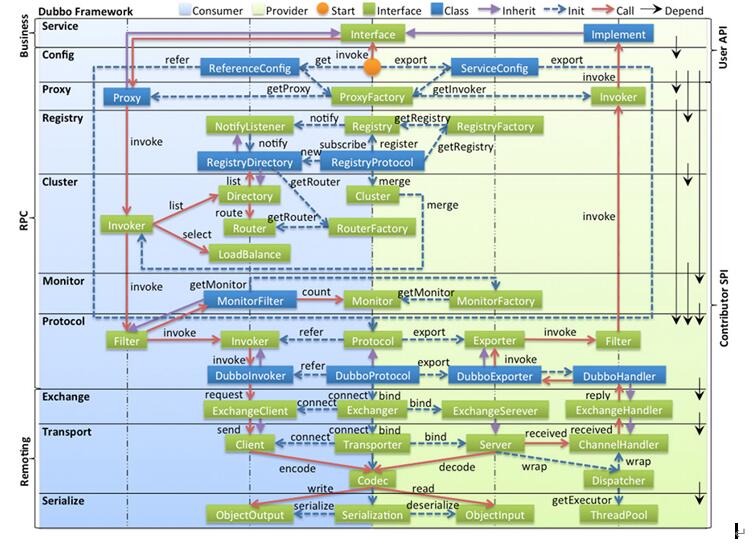 Dubbo Framework
Consumer Provider Start Interface Class Inherit Init Call Depend
Business
Service
Interface
Implement
User API
Config
refer
ReferenceConfig
get
invoke
export
ServiceConfig
export
invoke
Proxy
Proxy
getProxy
ProxyFactory
getInvoker
Invoker
RPC
Registry
NotifyListener
notify
Registry
getRegistry
RegistryFactory
invoke
notify
subscribe
register
getRegistry
RegistryDirectory
new
RegistryProtocol
Cluster
list
getRouter
merge
Directory
Cluster
merge
list
route
getRouter
invoke
Invoker
Router
RouterFactory
select
LoadBalance
Contributor SPI
Monitor
getMonitor
invoke
MonitorFilter
count
Monitor
getMonitor
MonitorFactory
Protocol
Filter
invoke
Invoker
refer
Protocol
export
Exporter
invoke
Filter
invoke
refer
export
invoke
DubboInvoker
DubboProtocol
DubboExporter
DubboHandler
Remoting
Exchange
request
connect
bind
reply
ExchangeClient
connect
Exchanger
bind
ExchangeSerever
ExchangeHandler
Transport
send
connect
bind
received
received
Client
connect
Transporter
bind
Server
ChannelHandler
encode
decode
wrap
wrap
Codec
Dispatcher
write
read
getExecutor
Serialize
ObjectOutput
serialize
Serialization
deserialize
ObjectInput
ThreadPool